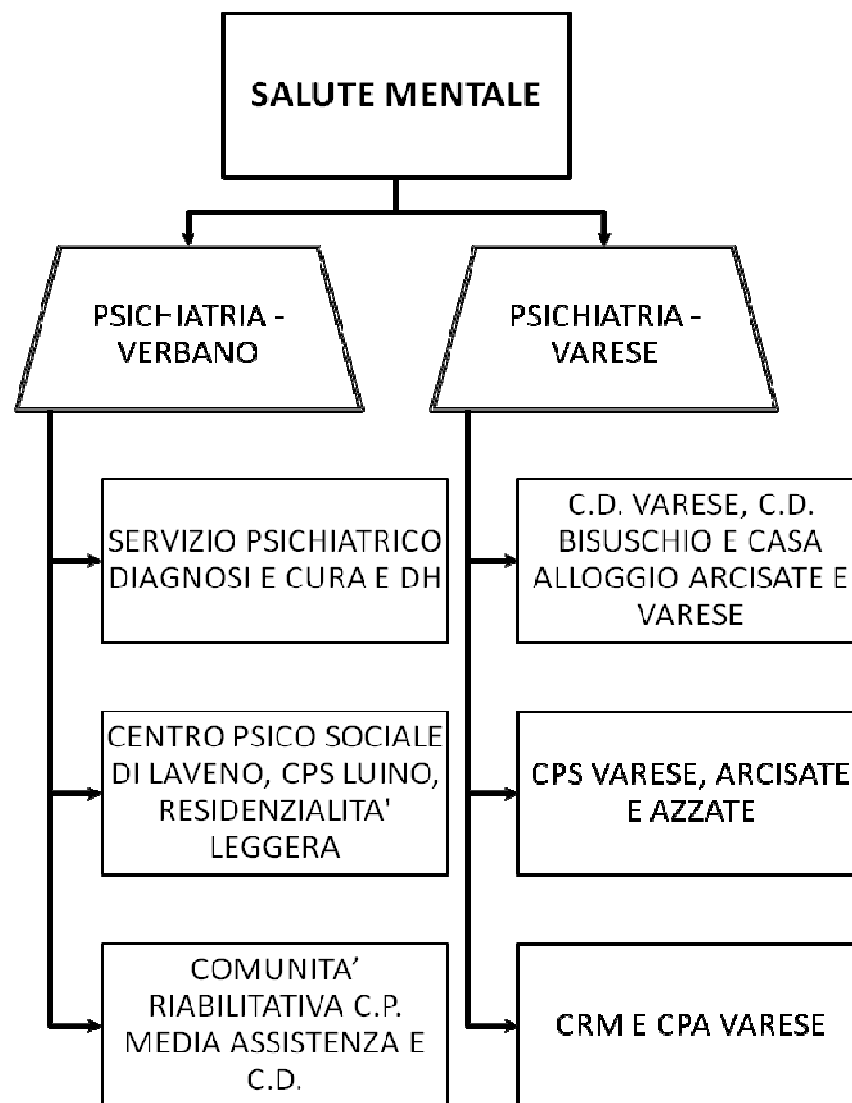 SALUTE MENTALE
PSICHIATRIA -
VERBANO
PSICHIATRIA -
VARESE
SERVIZIO PSICHIATRICO
DIAGNOSI E CURA E DH
C.D. VARESE, C.D.
BISUSCHIO E CASA
ALLOGGIO ARCISATE E
VARESE
CENTRO PSICO SOCIALE
DI LAVENO, CPS LUINO,
RESIDENZIALITA'
LEGGERA
CPS VARESE, ARCISATE
E AZZATE
COMUNITA’
RIABILITATIVA C.P.
MEDIA ASSISTENZA E
C.D.
CRM E CPA VARESE